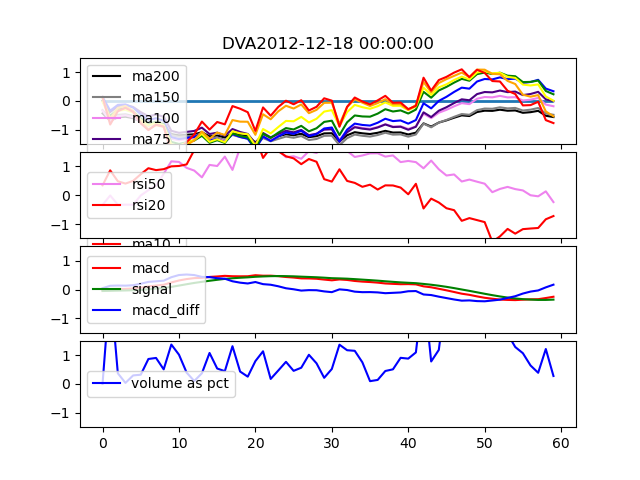 DVA2012-12-18 00:00:00
1
0
−1
ma200
ma150
ma100
ma75
1
0
−1
rsi50
rsi20
ma10
1
0
−1
macd
signal
macd_diff
1
0
−1
volume as pct
0 10 20 30 40 50 60